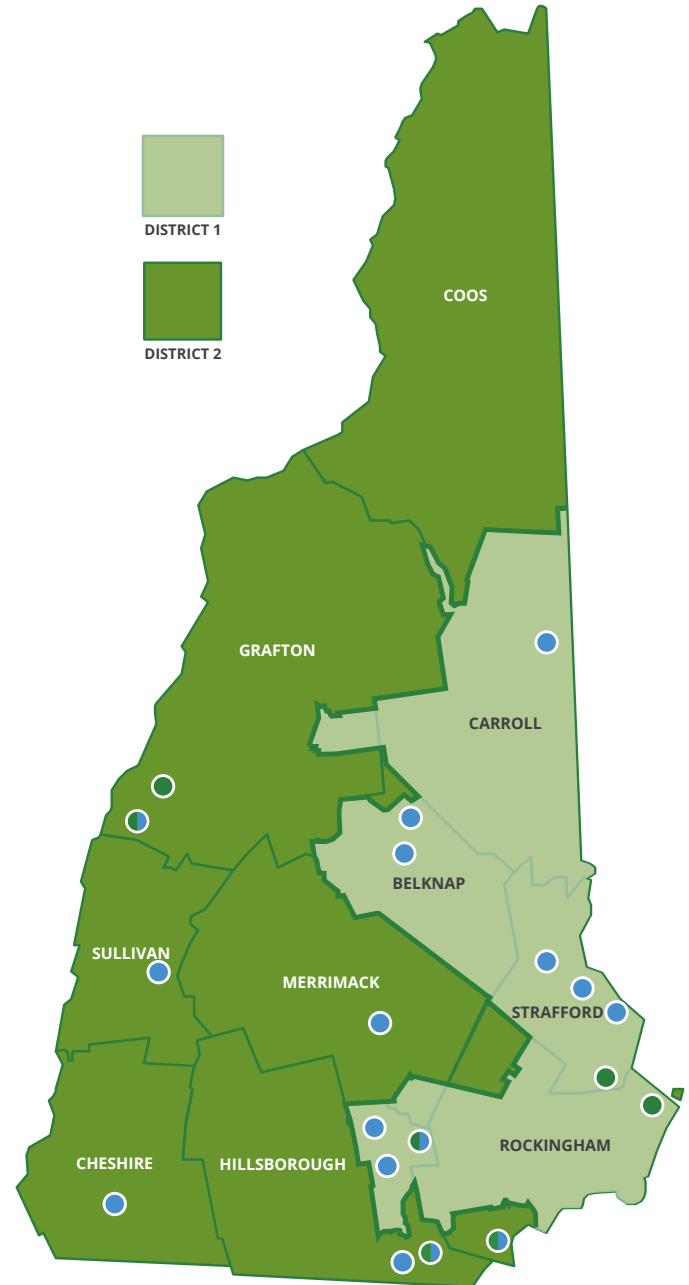 DISTRICT 1
DISTRICT 2
COOS
GRAFTON
CARROLL
BELKNAP
SULLIVAN
MERRIMACK
STRAFFORD
ROCKINGHAM
CHESHIRE
HILLSBOROUGH